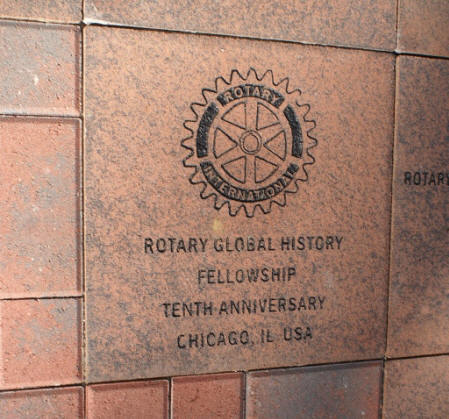 ROTARY
INTERNATIONAL
ROTARY GLOBAL HISTORY
FELLOWSHIP
TENTH ANNIVERSARY
CHICAGO, IL USA
ROTARY